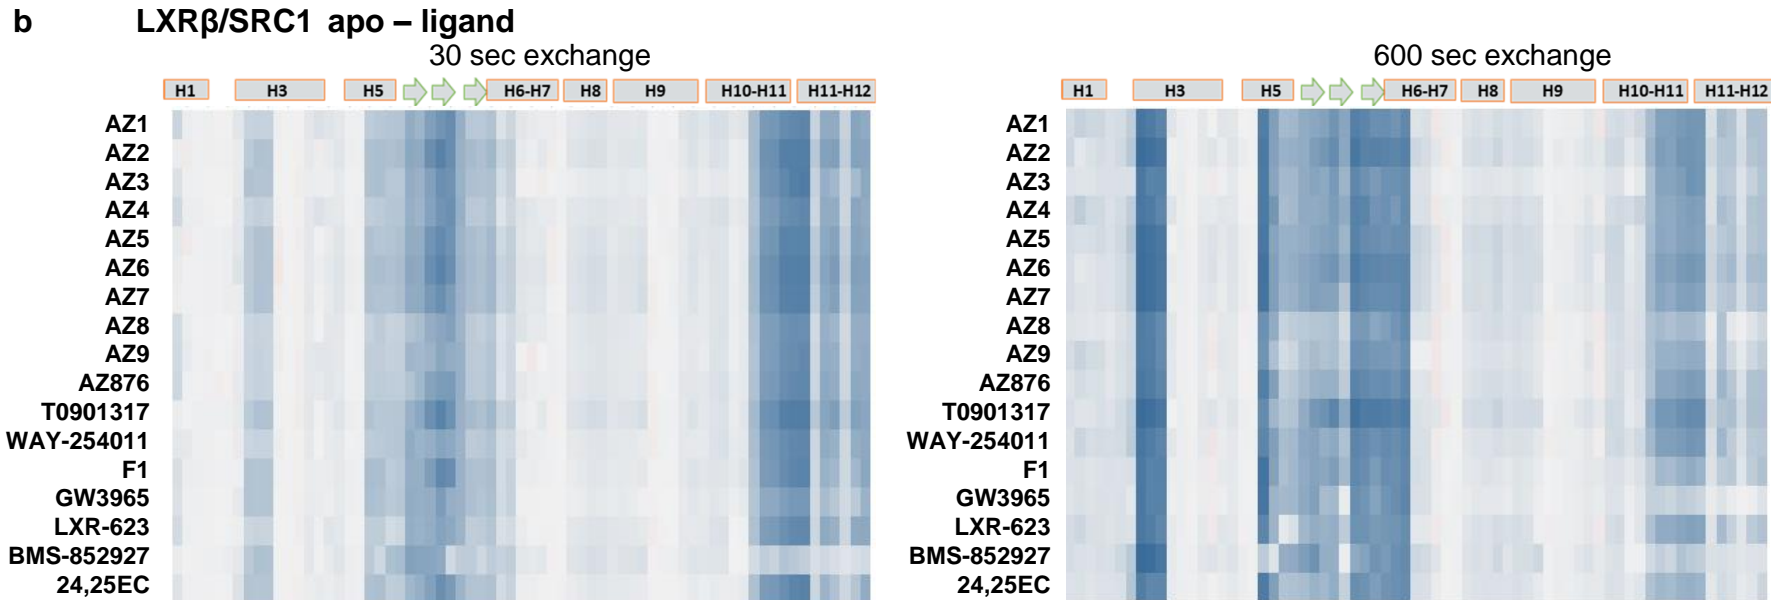 b LXRβ/SRC1 apo – ligand
30 sec exchange
H1 H3 H5 H6-H7 H8 H9 H10-H11 H11-H12
AZ1
AZ2
AZ3
AZ4
AZ5
AZ6
AZ7
AZ8
AZ9
AZ876
T0901317
WAY-254011
F1
GW3965
LXR-623
BMS-852927
24,25EC
600 sec exchange
H1 H3 H5 H6-H7 H8 H9 H10-H11 H11-H12
AZ1
AZ2
AZ3
AZ4
AZ5
AZ6
AZ7
AZ8
AZ9
AZ876
T0901317
WAY-254011
F1
GW3965
LXR-623
BMS-852927
24,25EC